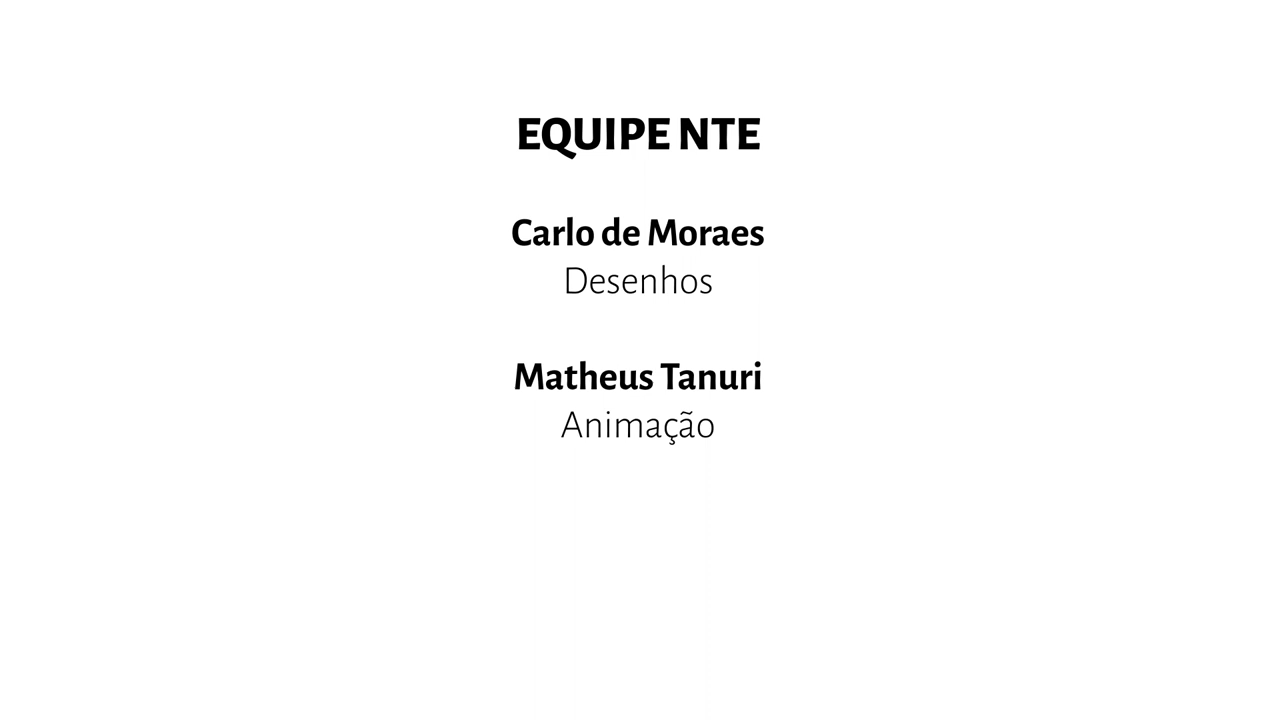 EQUIPE NTE
Carlo de Moraes
Desenhos
Matheus Tanuri
Animação